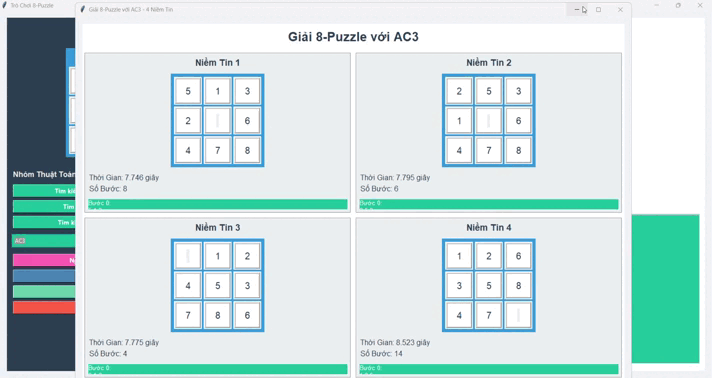 Trò Chơi 8-Puzzle
Giải 8-Puzzle với AC3 - 4 Niềm Tin
Giải 8-Puzzle với AC3
Niềm Tin 1
5 1 3
2 6
4 7 8
Thời Gian: 7.746 giây
Số Bước: 8
Bước 0:
Niềm Tin 2
2 5 3
1 6
4 7 8
Thời Gian: 7.795 giây
Số Bước: 6
Bước 0:
Niềm Tin 3
1 2
4 5 3
7 8 6
Thời Gian: 7.775 giây
Số Bước: 4
Bước 0:
Niềm Tin 4
1 2 6
3 5 8
4 7
Thời Gian: 8.523 giây
Số Bước: 14
Bước 0:
Nhóm Thuật Toán
Tìm ki
Tìm
Tìm k
AC3